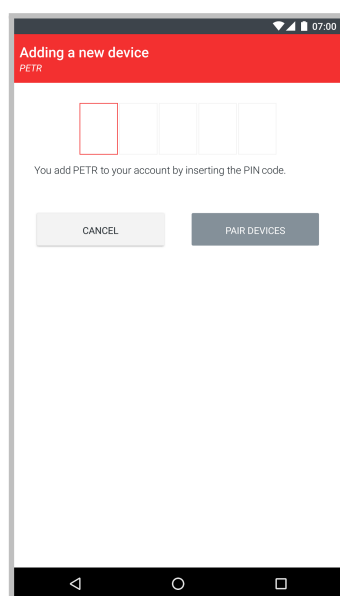 07:00
Adding a new device
PETR
You add PETR to your account by inserting the PIN code.
CANCEL
PAIR DEVICES